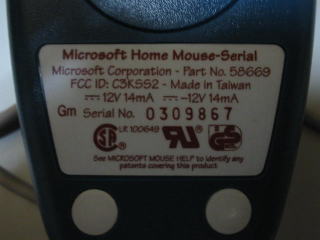 Microsoft Home Mouse-Serial
Microsoft Corporation - Part No. 58669
FCC ID: C3KSS2 - Made in Taiwan
⎓ 12V 14mA ⎓ -12V 14mA
Gm Serial No. 0309867
LR 100649
See MICROSOFT MOUSE HELP to identify any
patents covering this product